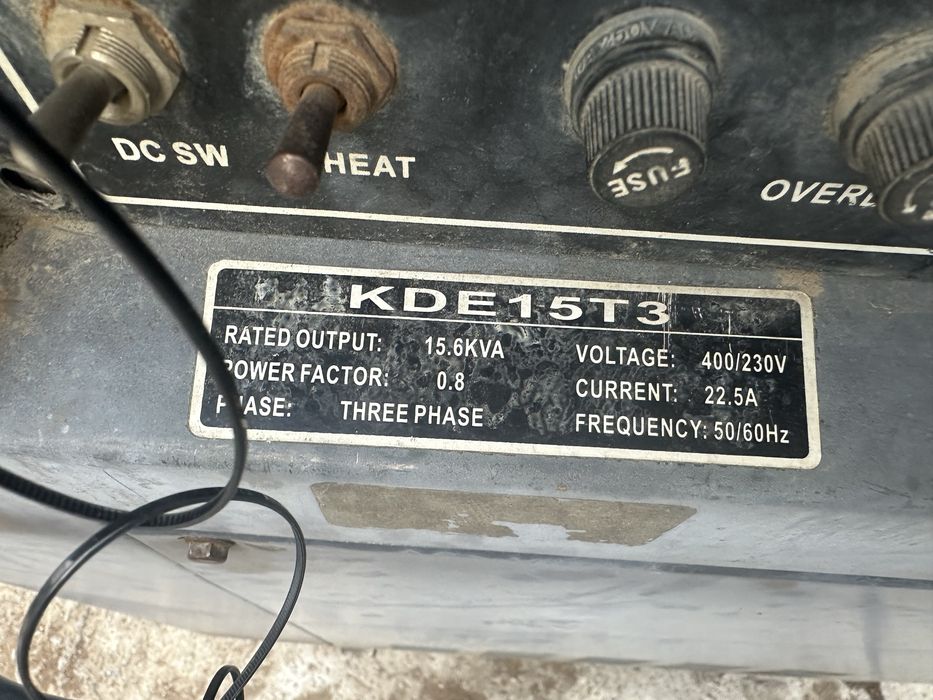 DC SW
HEAT
FUSE
KDE15T3
RATED OUTPUT: 15.6KVA
VOLTAGE: 400/230V
POWER FACTOR: 0.8
CURRENT: 22.5A
PHASE: THREE PHASE
FREQUENCY: 50/60Hz